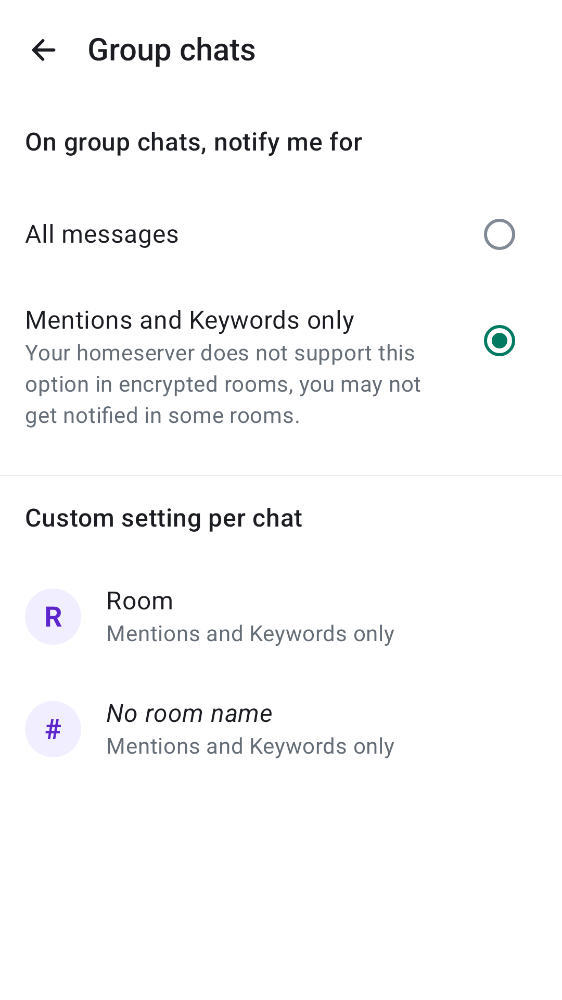 Group chats
On group chats, notify me for
All messages
Mentions and Keywords only
Your homeserver does not support this
option in encrypted rooms, you may not
get notified in some rooms.
Custom setting per chat
R
Room
Mentions and Keywords only
#
No room name
Mentions and Keywords only